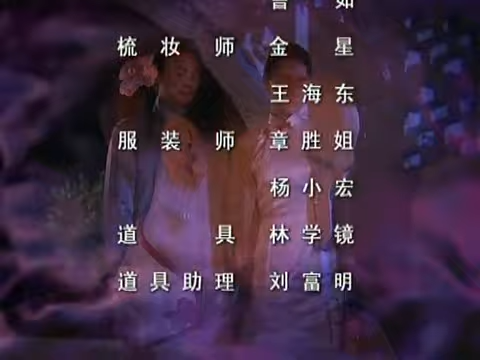 梳妆师 金星
王海东
服装师 章胜姐
杨小宏
道具 林学镜
道具助理 刘富明